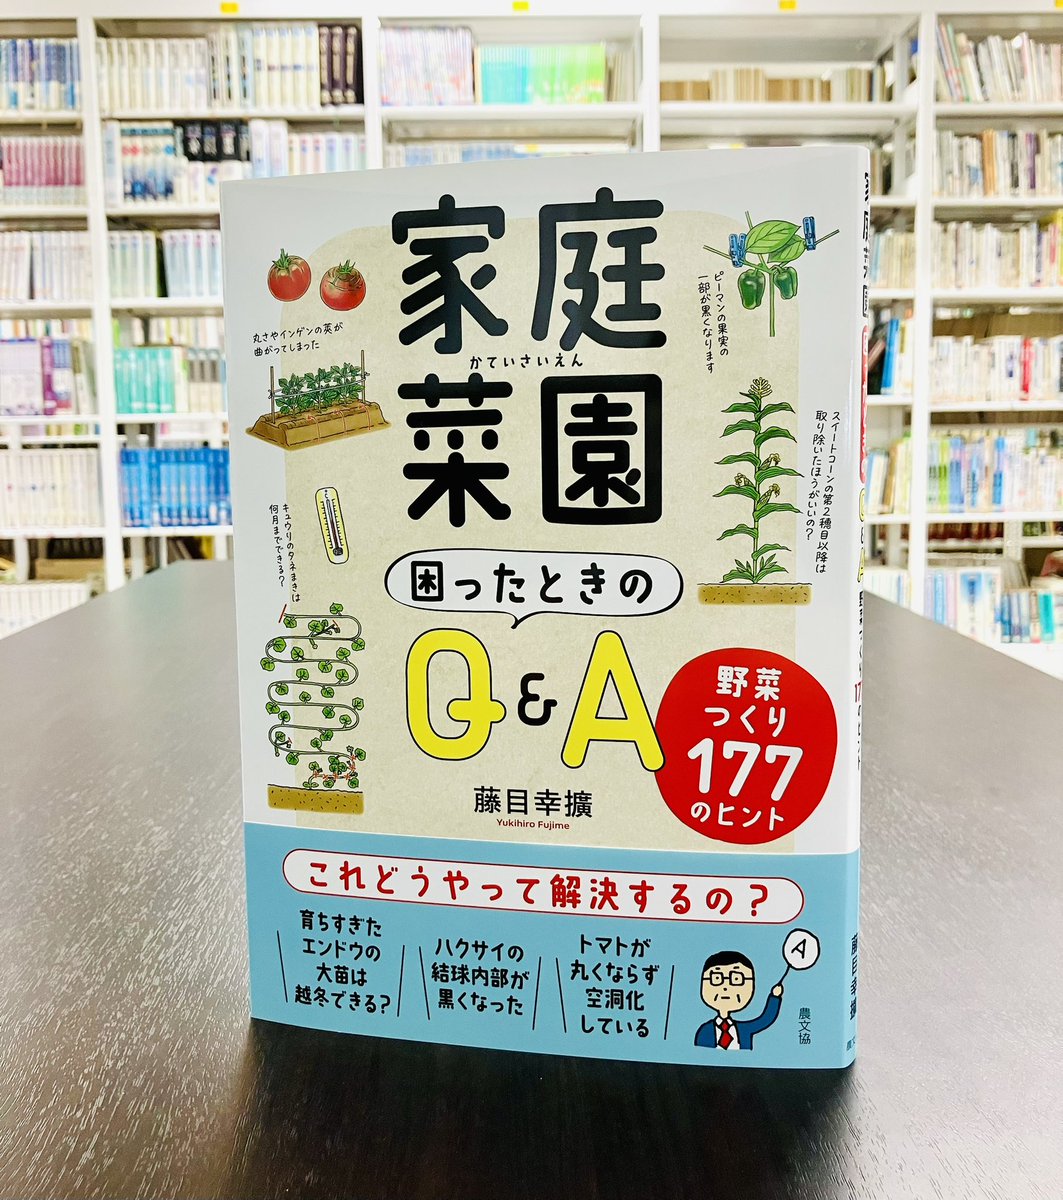 家庭
かていさいえん
菜園
困ったときの
Q&A
野菜
つくり
177
のヒント
藤目幸擴
Yukihiro Fujime
丸さやインゲンの莢が
曲がってしまった
キュウリのタネまきは
何月までできる?
ピーマンの果実の
一部が黒くなります
スイートコーンの第2穂目以降は
取り除いたほうがいいの?
これどうやって解決するの?
育ちすぎた
エンドウの
大苗は
越冬できる?
ハクサイの
結球内部が
黒くなった
トマトが
丸くならず
空洞化
している
A
農文協
藤目幸擴